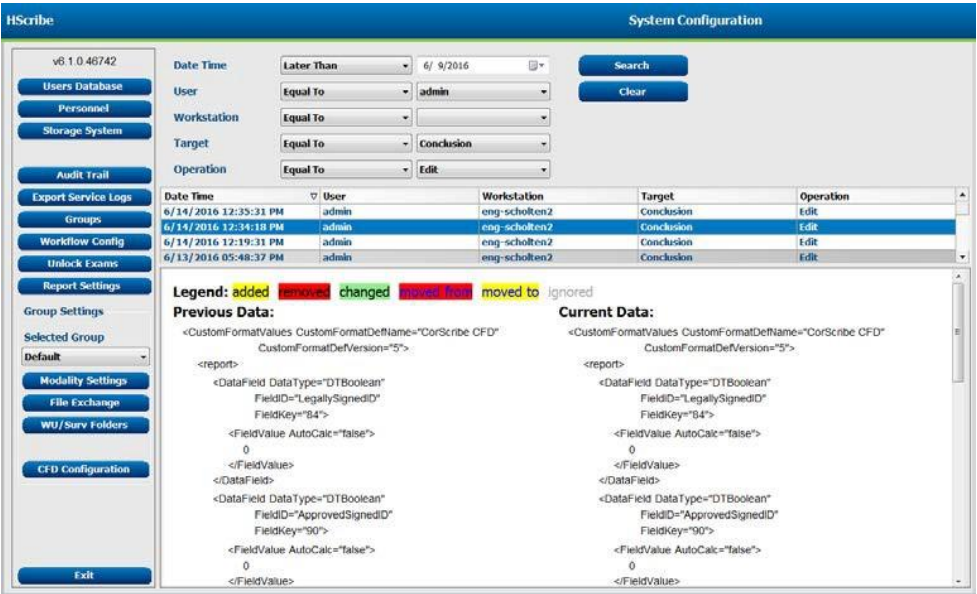 HScribe System Configuration
v6.1.0.46742
Users Database
Personnel
Storage System
Audit Trail
Export Service Logs
Groups
Workflow Config
Unlock Exams
Report Settings
Group Settings
Selected Group
Default
Modality Settings
File Exchange
WU/Surv Folders
CFD Configuration
Exit
Date Time Later Than 6/ 9/2016 Search
User Equal To admin Clear
Workstation Equal To
Target Equal To Conclusion
Operation Equal To Edit
Date Time User Workstation Target Operation
6/14/2016 12:35:31 PM admin eng-scholten2 Conclusion Edit
6/14/2016 12:34:18 PM admin eng-scholten2 Conclusion Edit
6/14/2016 12:19:31 PM admin eng-scholten2 Conclusion Edit
6/13/2016 05:48:37 PM admin eng-scholten2 Conclusion Edit
Legend: added removed changed moved from moved to ignored
Previous Data:
<CustomFormatValues CustomFormatDefName="CorScribe CFD"
CustomFormatDefVersion="5">
<report>
<DataField DataType="DTBoolean"
FieldID="LegallySignedID"
FieldKey="84">
<FieldValue AutoCalc="false">
0
</FieldValue>
</DataField>
<DataField DataType="DTBoolean"
FieldID="ApprovedSignedID"
FieldKey="90">
<FieldValue AutoCalc="false">
0
</FieldValue>
Current Data:
<CustomFormatValues CustomFormatDefName="CorScribe CFD"
CustomFormatDefVersion="5">
<report>
<DataField DataType="DTBoolean"
FieldID="LegallySignedID"
FieldKey="84">
<FieldValue AutoCalc="false">
0
</FieldValue>
</DataField>
<DataField DataType="DTBoolean"
FieldID="ApprovedSignedID"
FieldKey="90">
<FieldValue AutoCalc="false">
0
</FieldValue>